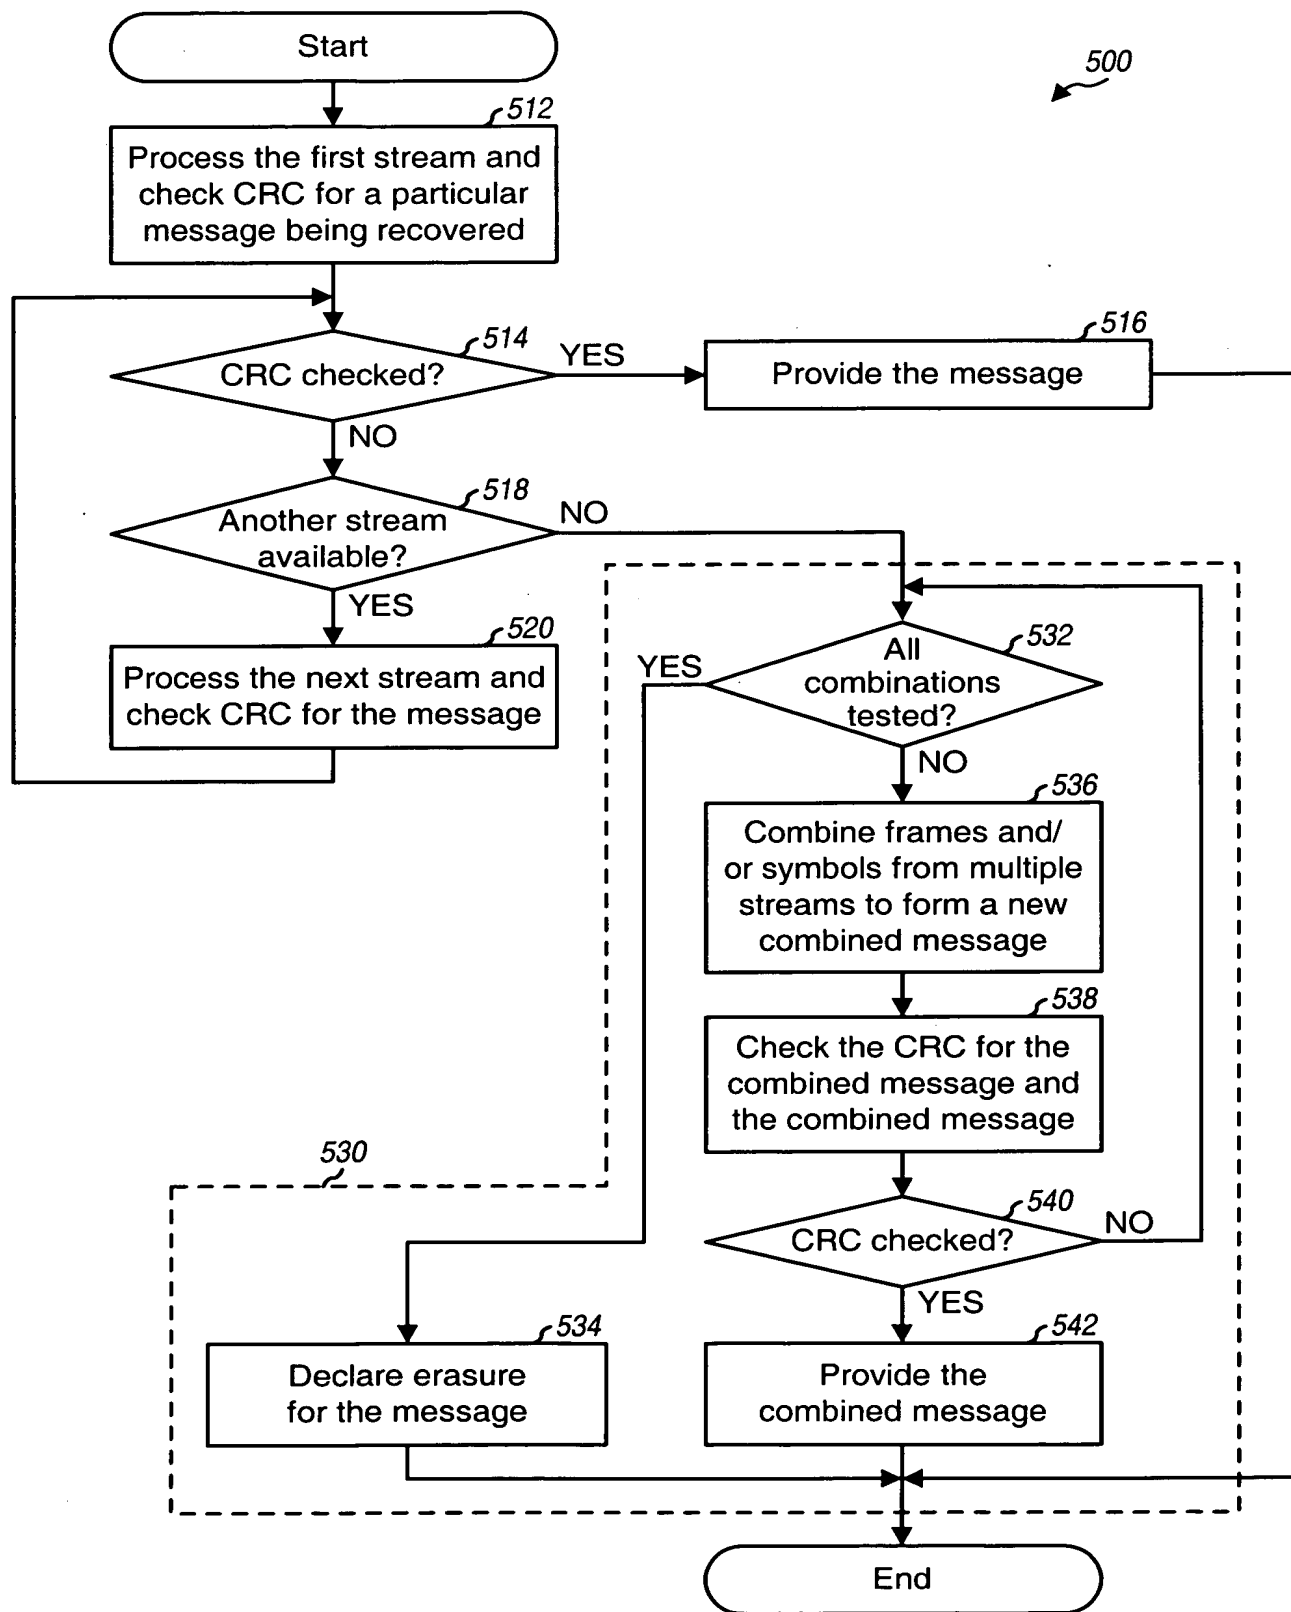 Start
500
512
Process the first stream and
check CRC for a particular
message being recovered
514
CRC checked?
YES
516
Provide the message
NO
518
Another stream
available?
NO
YES
520
Process the next stream and
check CRC for the message
532
All
combinations
tested?
YES
NO
536
Combine frames and/
or symbols from multiple
streams to form a new
combined message
538
Check the CRC for the
combined message and
the combined message
530
540
CRC checked?
NO
YES
534
Declare erasure
for the message
542
Provide the
combined message
End